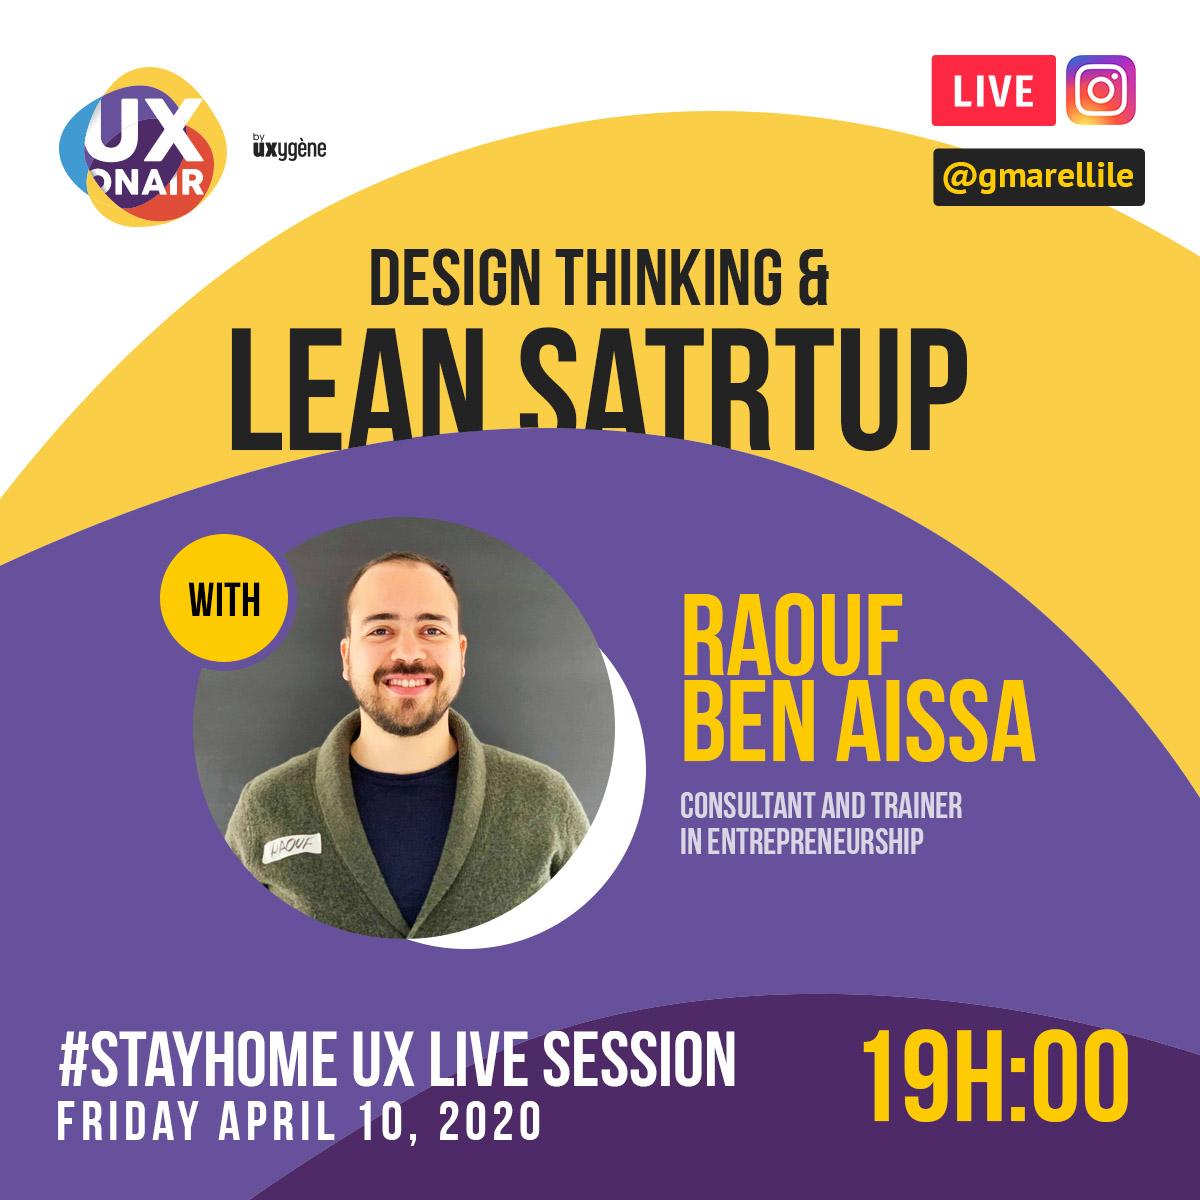 UX
ONAIR
by
uxygène
LIVE
@gmarellile
DESIGN THINKING &
LEAN SATRTUP
WITH
RAOUF
BEN AISSA
CONSULTANT AND TRAINER
IN ENTREPRENEURSHIP
RAOUF
#STAYHOME UX LIVE SESSION
FRIDAY APRIL 10, 2020
19H:00